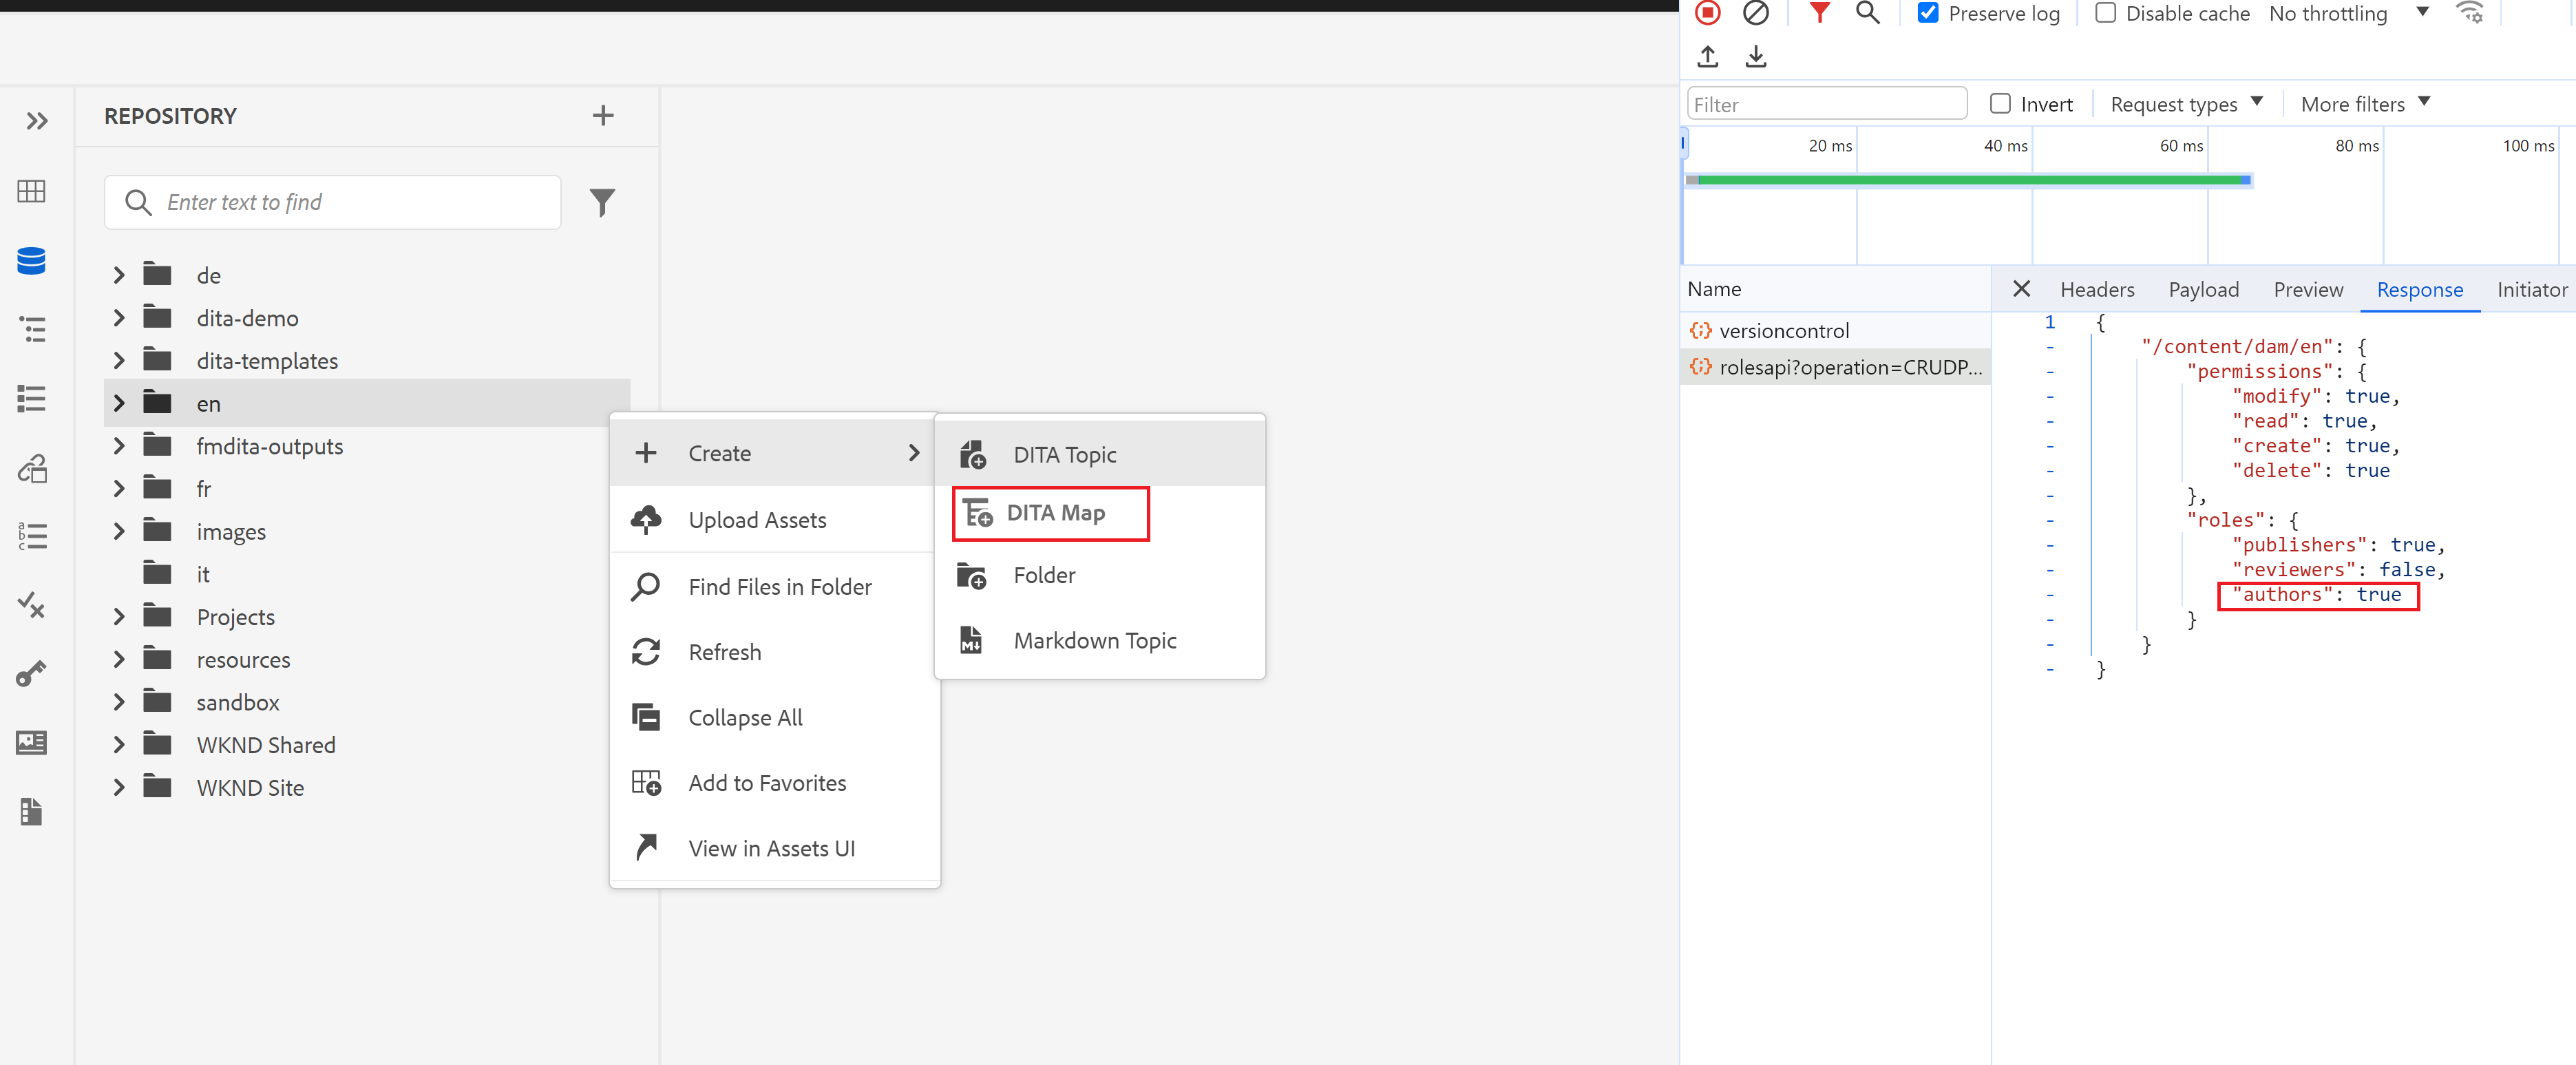 REPOSITORY
Enter text to find
de
dita-demo
dita-templates
en
fmdita-outputs
fr
images
it
Projects
resources
sandbox
WKND Shared
WKND Site
Create
Upload Assets
Find Files in Folder
Refresh
Collapse All
Add to Favorites
View in Assets UI
DITA Topic
DITA Map
Folder
Markdown Topic
Preserve log
Disable cache
No throttling
Filter
Invert
Request types
More filters
20 ms
40 ms
60 ms
80 ms
100 ms
Name
versioncontrol
rolesapi?operation=CRUDP...
Headers
Payload
Preview
Response
Initiator
1 {
- "/content/dam/en": {
- "permissions": {
- "modify": true,
- "read": true,
- "create": true,
- "delete": true
- },
- "roles": {
- "publishers": true,
- "reviewers": false,
- "authors": true
- }
- }
- }